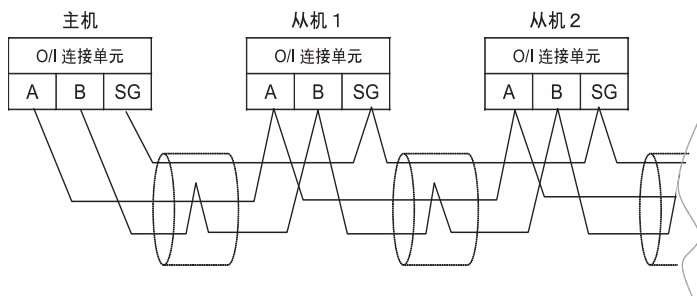 主机 从机 1 从机 2
O/I 连接单元 O/I 连接单元 O/I 连接单元
A B SG A B SG A B SG